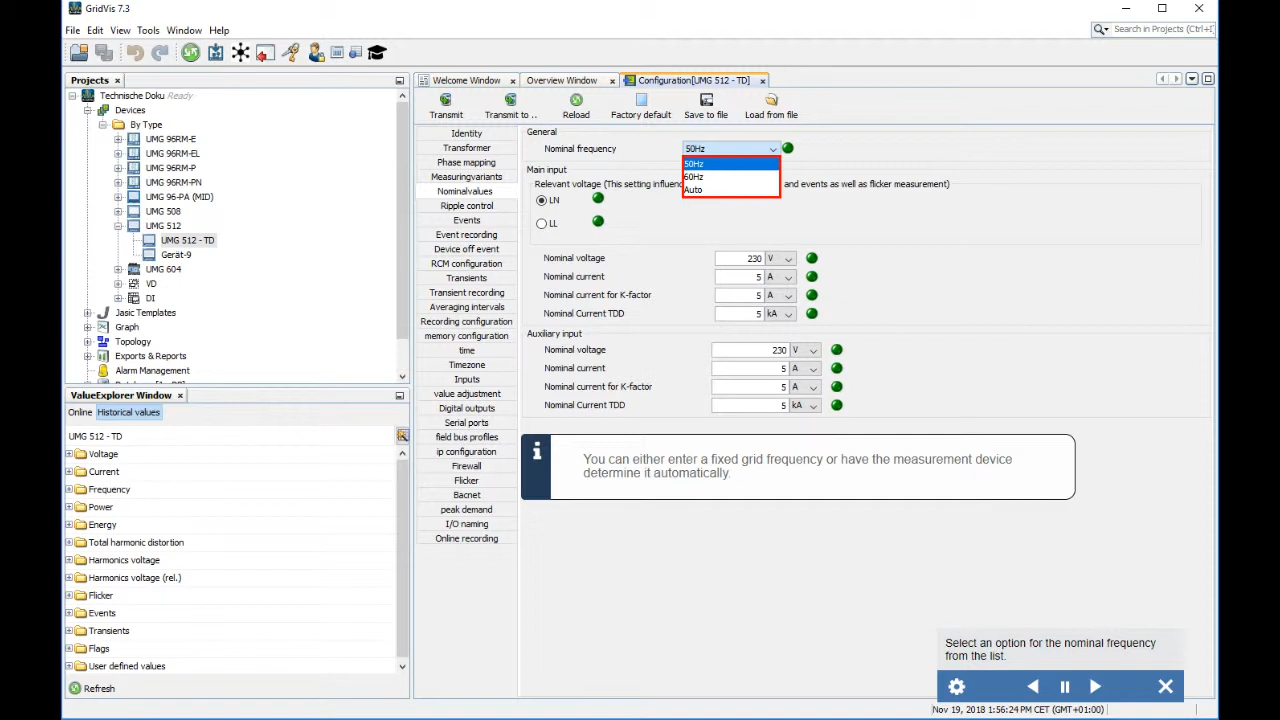 GridVis 7.3
File Edit View Tools Window Help
Search in Projects (Ctrl+I)
Projects
Technische Doku Ready
Devices
By Type
UMG 96RM-E
UMG 96RM-EL
UMG 96RM-P
UMG 96RM-PN
UMG 96-PA (MID)
UMG 508
UMG 512
UMG 512 - TD
Gerät-9
UMG 604
VD
DI
Jasic Templates
Graph
Topology
Exports & Reports
Alarm Management
ValueExplorer Window
Online Historical values
UMG 512 - TD
Voltage
Current
Frequency
Power
Energy
Total harmonic distortion
Harmonics voltage
Harmonics voltage (rel.)
Flicker
Events
Transients
Flags
User defined values
Refresh
Welcome Window Overview Window Configuration[UMG 512 - TD]
Transmit Transmit to .. Reload Factory default Save to file Load from file
Identity
Transformer
Phase mapping
Measuringvariants
Nominalvalues
Ripple control
Events
Event recording
Device off event
RCM configuration
Transients
Transient recording
Averaging intervals
Recording configuration
memory configuration
time
Timezone
Inputs
value adjustment
Digital outputs
Serial ports
field bus profiles
ip configuration
Firewall
Flicker
Bacnet
peak demand
I/O naming
Online recording
General
Nominal frequency 50Hz
50Hz
60Hz
Auto
Main input
Relevant voltage (This setting influenc and events as well as flicker measurement)
LN
LL
Nominal voltage 230 V
Nominal current 5 A
Nominal current for K-factor 5 A
Nominal Current TDD 5 kA
Auxiliary input
Nominal voltage 230 V
Nominal current 5 A
Nominal current for K-factor 5 A
Nominal Current TDD 5 kA
i
You can either enter a fixed grid frequency or have the measurement device
determine it automatically.
Select an option for the nominal frequency
from the list.
Nov 19, 2018 1:56:24 PM CET (GMT+01:00)